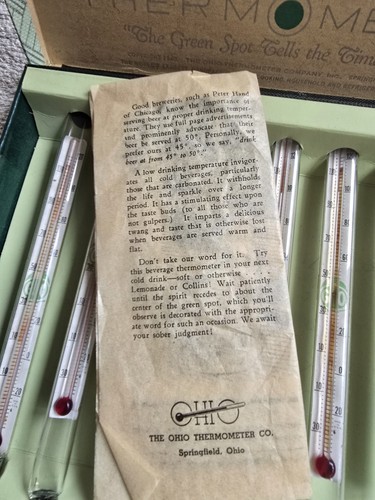 THERMOME
"The Green Spot Tells the Time
Good breweries, such as Peter Hand
of Chicago, know the importance of
serving beer at proper drinking temper-
ature. They use full page advertisements
and prominently advocate that their
beer be served at 50°. Personally, we
prefer ours at 45°, so we say, "drink
beer at from 45° to 50°."
A low drinking temperature invigor-
ates all cold beverages, particularly
those that are carbonated. It withholds
the life and sparkle over a longer
period. It has a stimulating effect upon
the taste buds (to all those who are
not gulpers.) It imparts a delicious
twang and taste that is otherwise lost
when beverages are served warm and
flat.
Don't take our word for it. Try
this beverage thermometer in your next
cold drink—soft or otherwise
Lemonade or Collins! Wait patiently
until the spirit recedes to about the
center of the green spot, which you'll
observe is decorated with the appropri-
ate word for such an occasion. We await
your sober judgment!
OHIO
THE OHIO THERMOMETER CO.
Springfield, Ohio